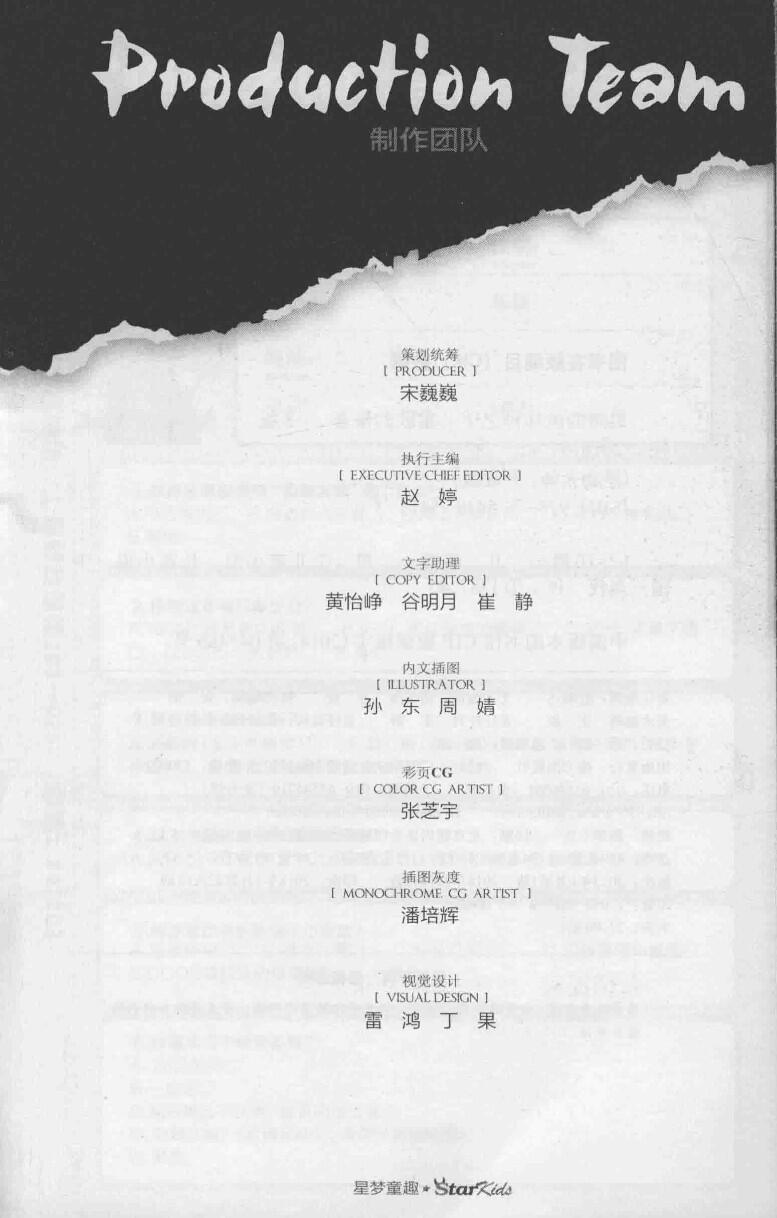 Production Team
制作团队
策划统筹
[ PRODUCER ]
宋巍巍
执行主编
[ EXECUTIVE CHIEF EDITOR ]
赵 婷
文字助理
[ COPY EDITOR ]
黄怡峥 谷明月 崔 静
内文插图
[ ILLUSTRATOR ]
孙 东 周 婧
彩页CG
[ COLOR CG ARTIST ]
张芝宇
插图灰度
[ MONOCHROME CG ARTIST ]
潘培辉
视觉设计
[ VISUAL DESIGN ]
雷 鸿 丁 果
星梦童趣★StarKids